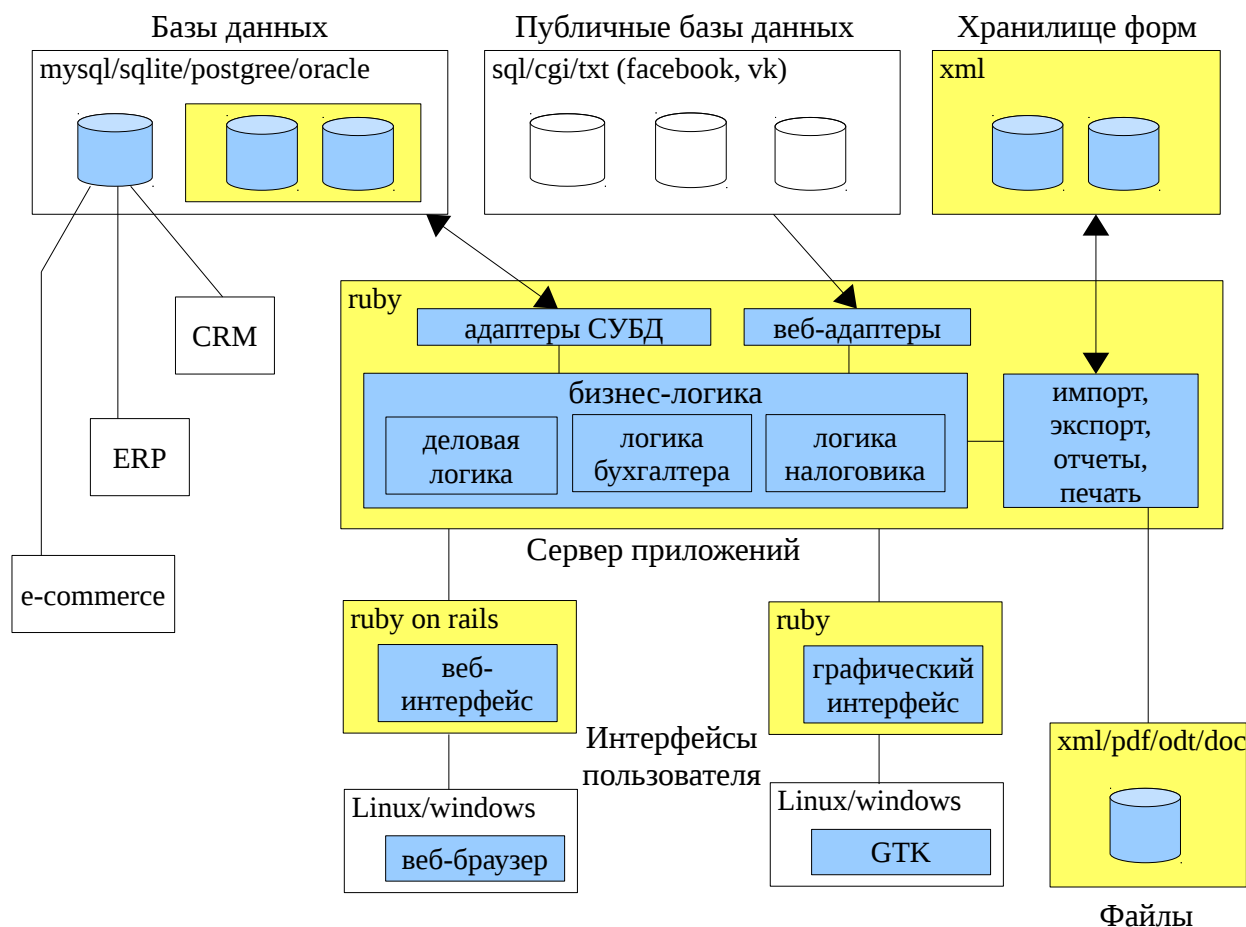 Базы данных
Публичные базы данных
Хранилище форм
mysql/sqlite/postgree/oracle
sql/cgi/txt (facebook, vk)
xml
ruby
адаптеры СУБД
веб-адаптеры
CRM
бизнес-логика
деловая
логика
логика
бухгалтера
логика
налоговика
импорт,
экспорт,
отчеты,
печать
ERP
Сервер приложений
e-commerce
ruby on rails
веб-
интерфейс
ruby
графический
интерфейс
Интерфейсы
пользователя
xml/pdf/odt/doc
Linux/windows
веб-браузер
Linux/windows
GTK
Файлы